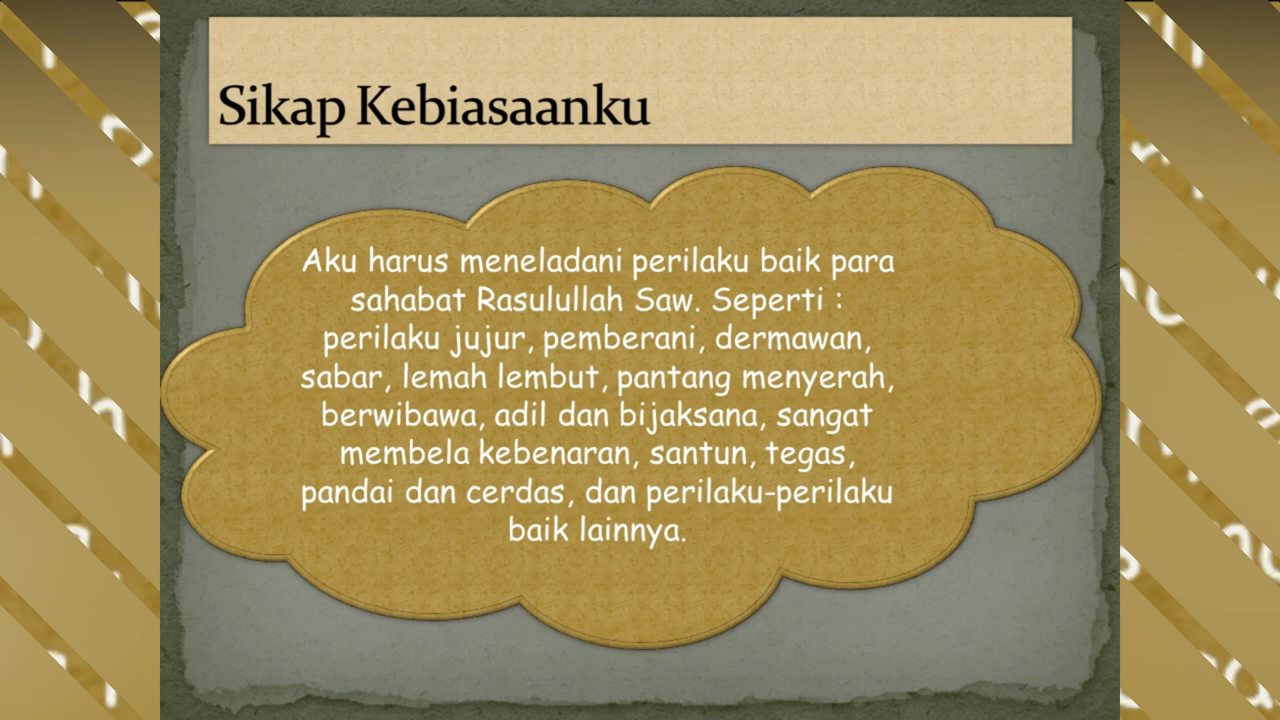 Sikap Kebiasaanku
Aku harus meneladani perilaku baik para
sahabat Rasulullah Saw. Seperti :
perilaku jujur, pemberani, dermawan,
sabar, lemah lembut, pantang menyerah,
berwibawa, adil dan bijaksana, sangat
membela kebenaran, santun, tegas,
pandai dan cerdas, dan perilaku-perilaku
baik lainnya.